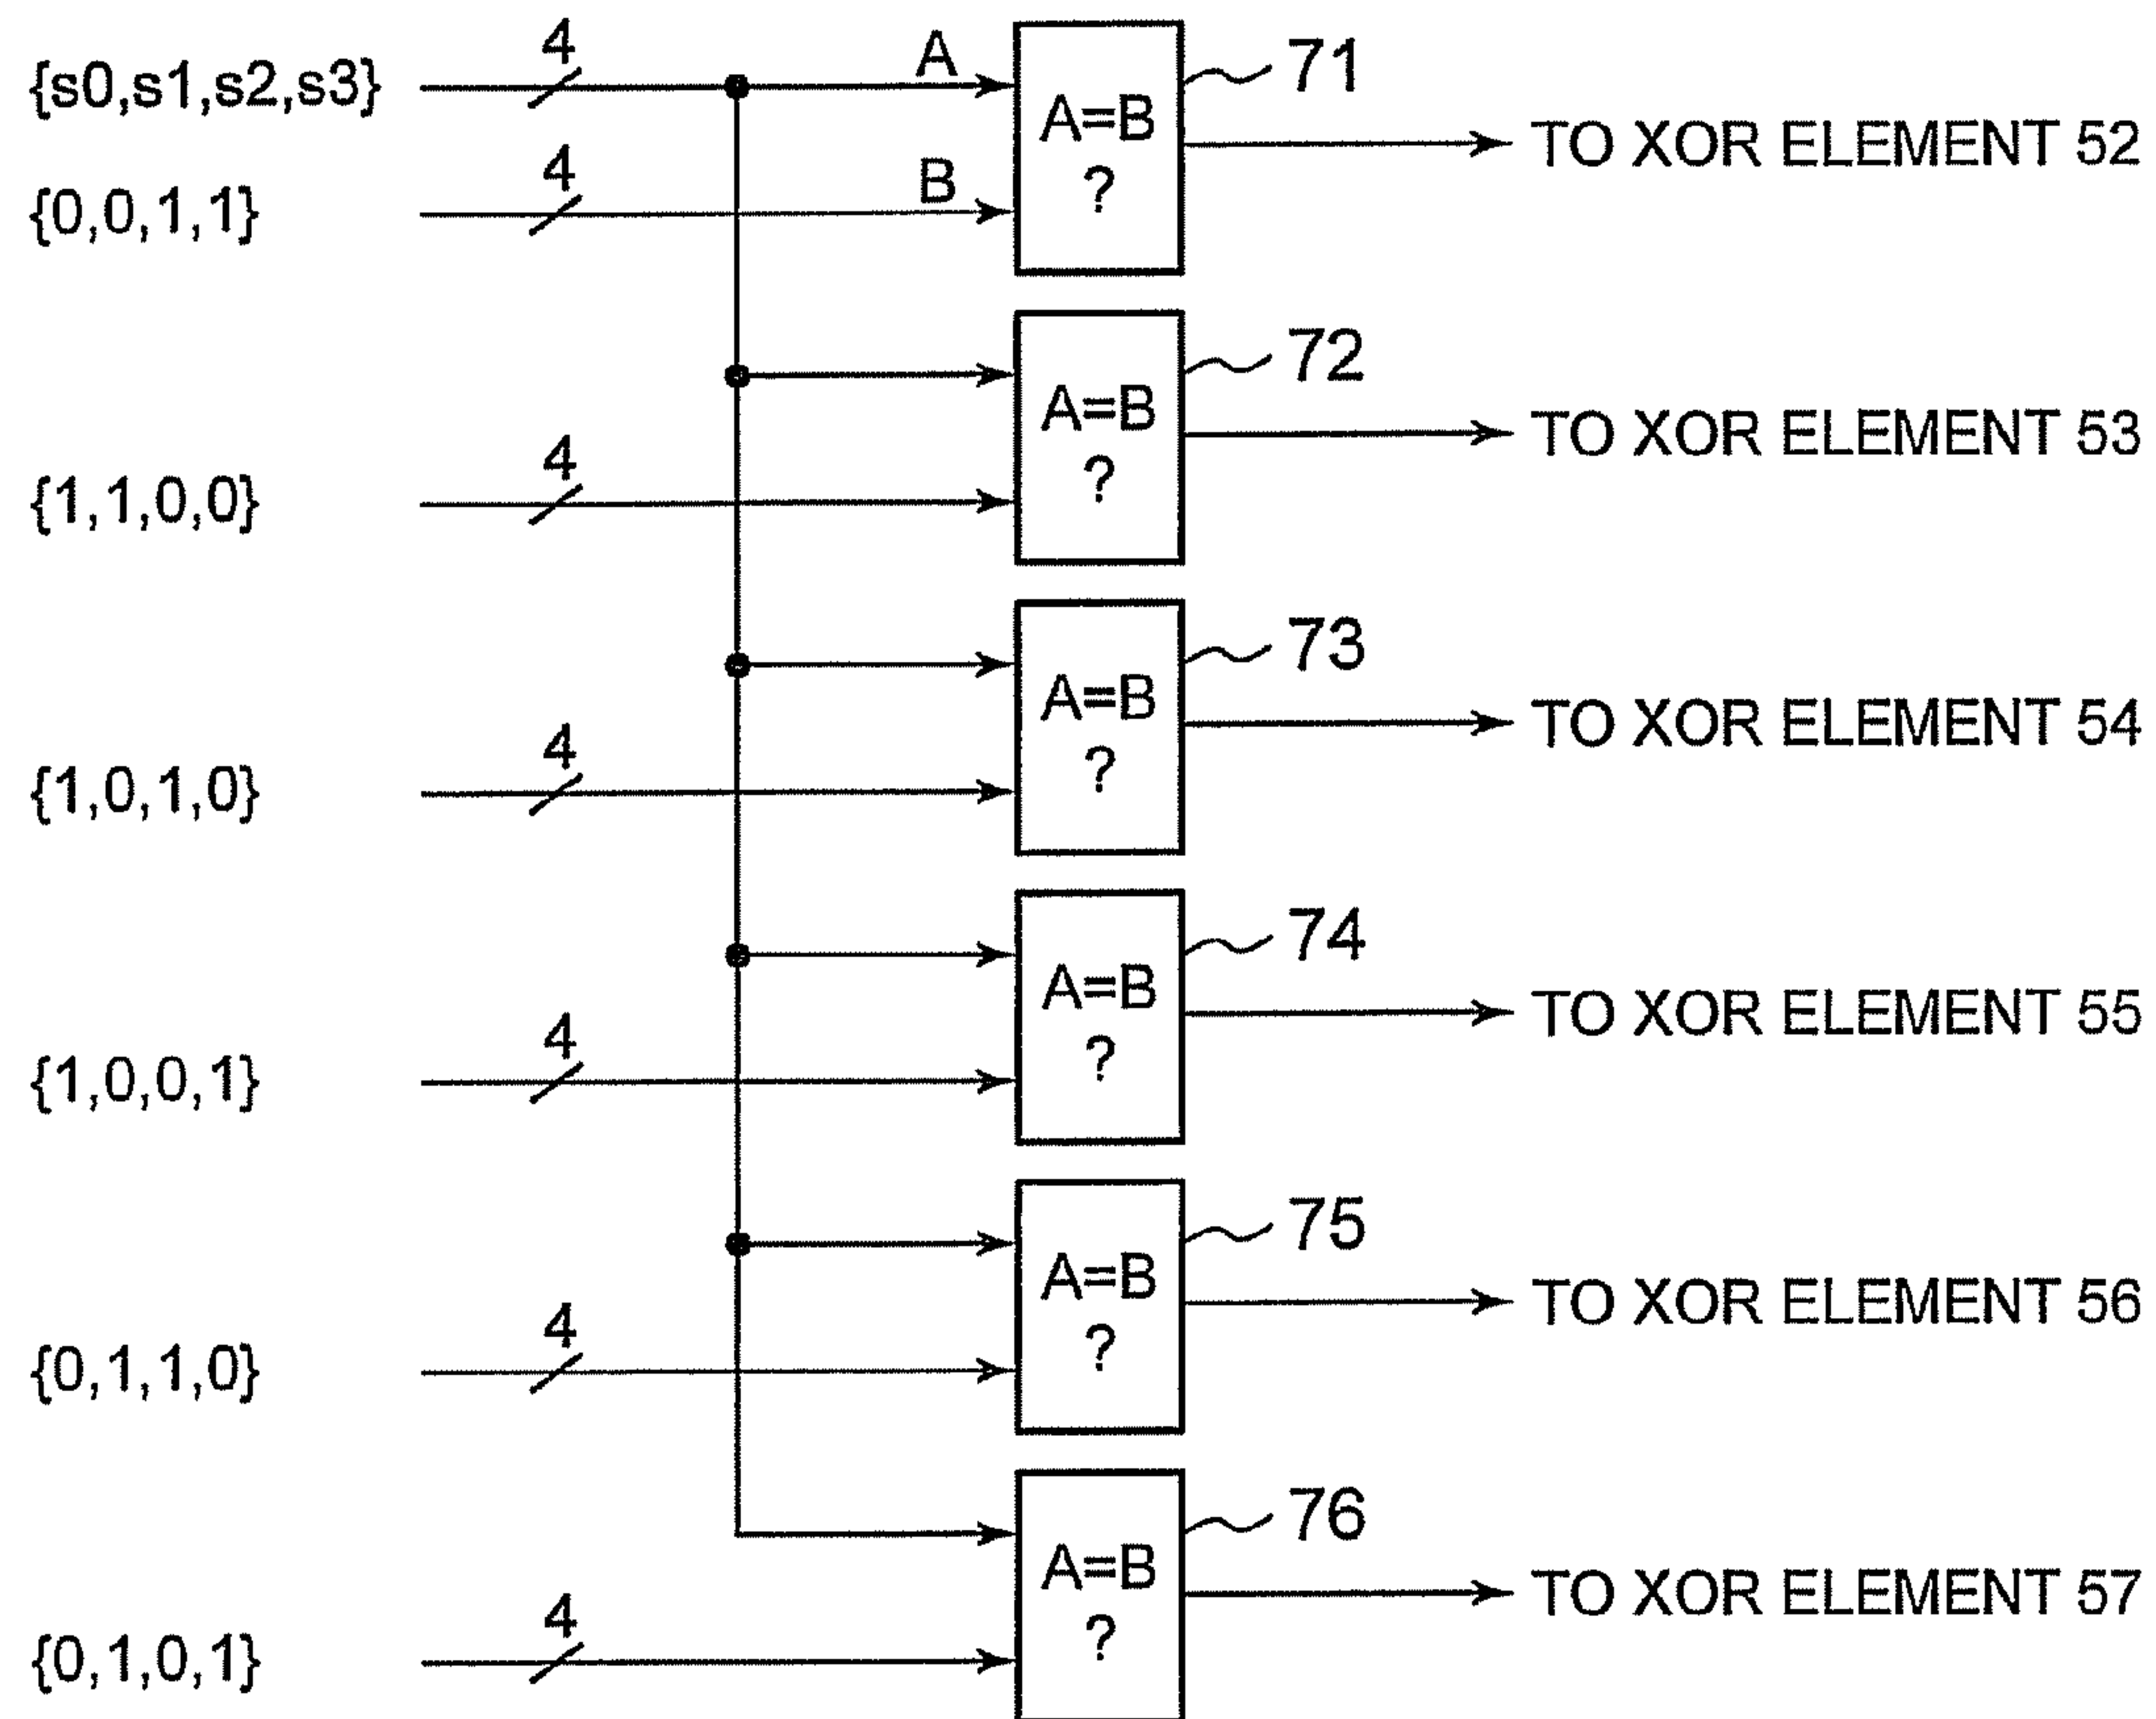 {s0,s1,s2,s3} 4 A A=B ? 71 TO XOR ELEMENT 52
{0,0,1,1} 4 B
{1,1,0,0} 4 A=B ? 72 TO XOR ELEMENT 53
{1,0,1,0} 4 A=B ? 73 TO XOR ELEMENT 54
{1,0,0,1} 4 A=B ? 74 TO XOR ELEMENT 55
{0,1,1,0} 4 A=B ? 75 TO XOR ELEMENT 56
{0,1,0,1} 4 A=B ? 76 TO XOR ELEMENT 57